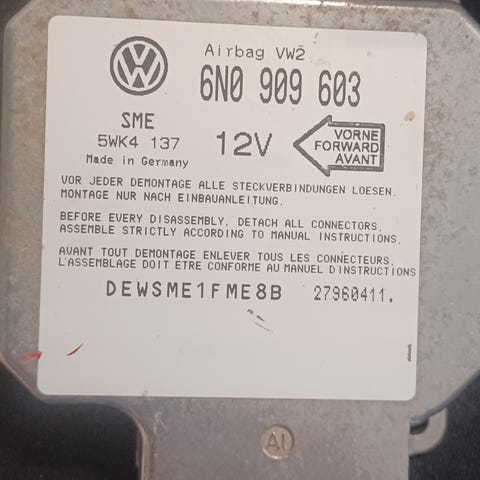 Airbag VW2
6N0 909 603
SME
5WK4 137
Made in Germany
12V
VORNE
FORWARD
AVANT
VOR JEDER DEMONTAGE ALLE STECKVERBINDUNGEN LOESEN.
MONTAGE NUR NACH EINBAUANLEITUNG.
BEFORE EVERY DISASSEMBLY, DETACH ALL CONNECTORS.
ASSEMBLE STRICTLY ACCORDING TO MANUAL INSTRUCTIONS.
AVANT TOUT DEMONTAGE ENLEVER TOUS LES CONNECTEURS.
L'ASSEMBLAGE DOIT ETRE CONFORME AU MANUEL D'INSTRUCTIONS
DEWSME1FME8B 27960411.
Al